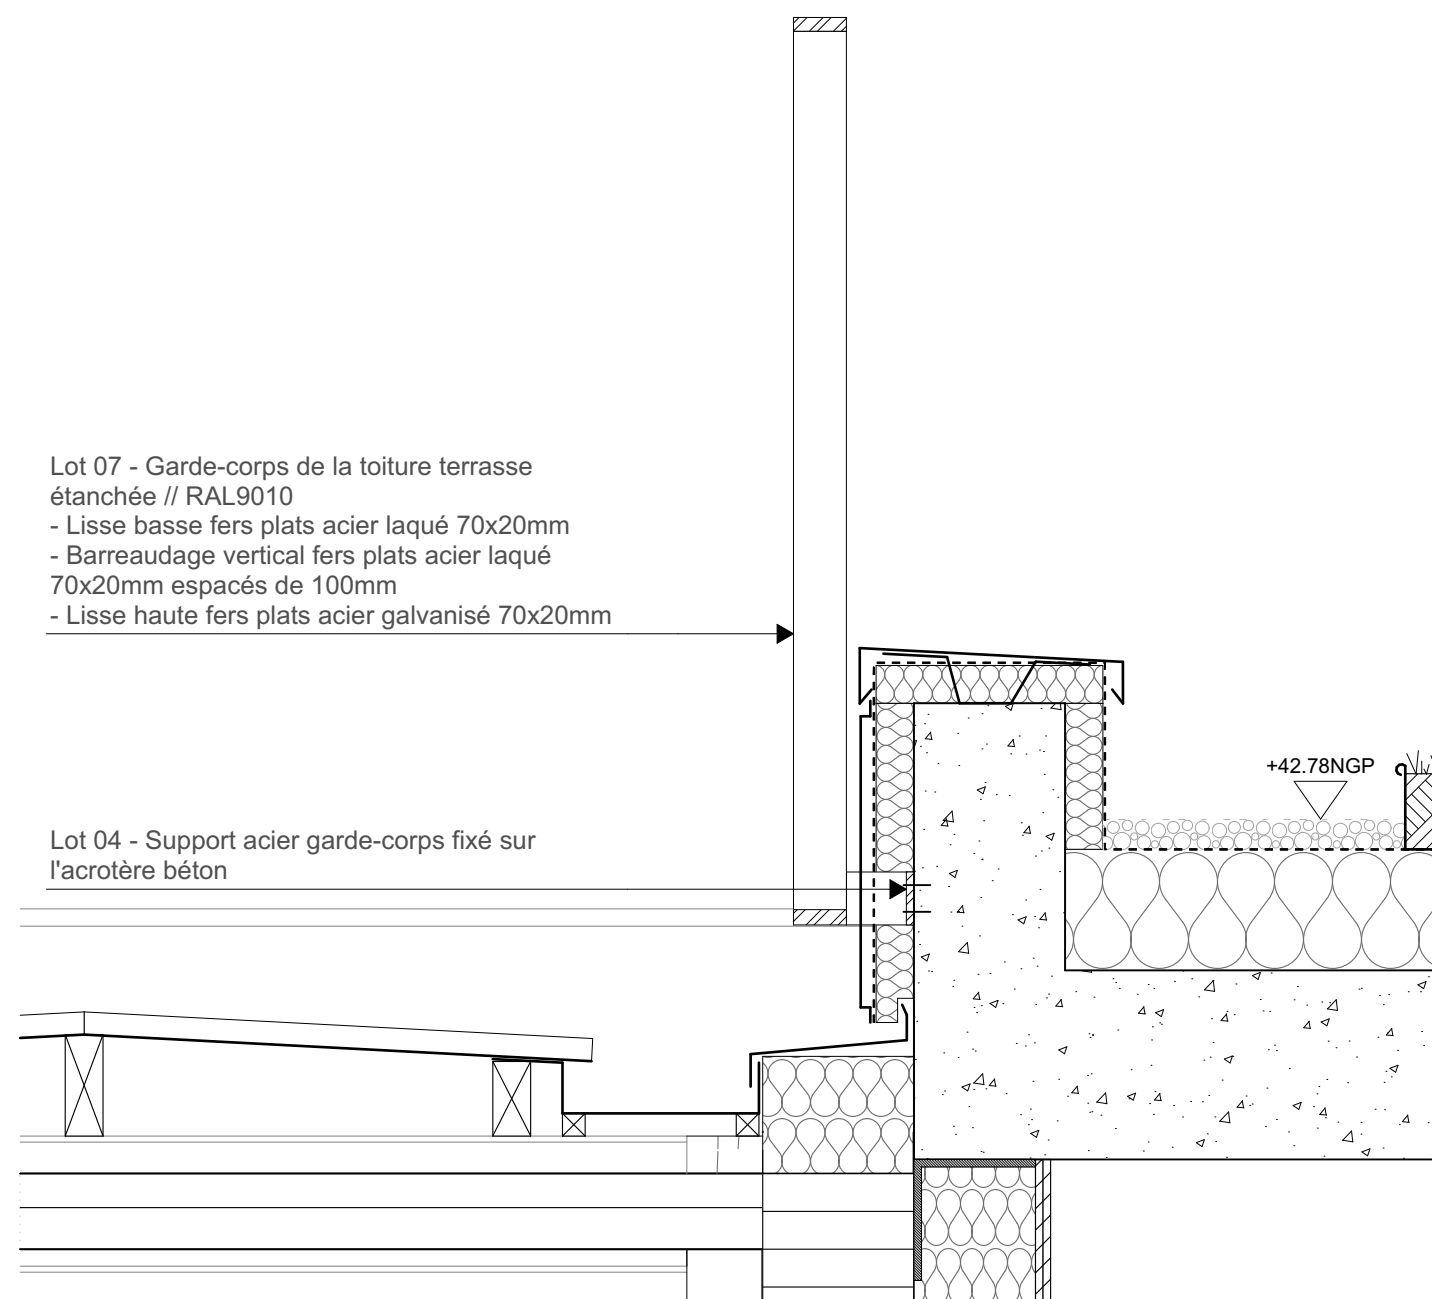 Lot 07 - Garde-corps de la toiture terrasse
étanchée // RAL9010
- Lisse basse fers plats acier laqué 70x20mm
- Barreaudage vertical fers plats acier laqué
70x20mm espacés de 100mm
- Lisse haute fers plats acier galvanisé 70x20mm
+42.78NGP
Lot 04 - Support acier garde-corps fixé sur
l'acrotère béton